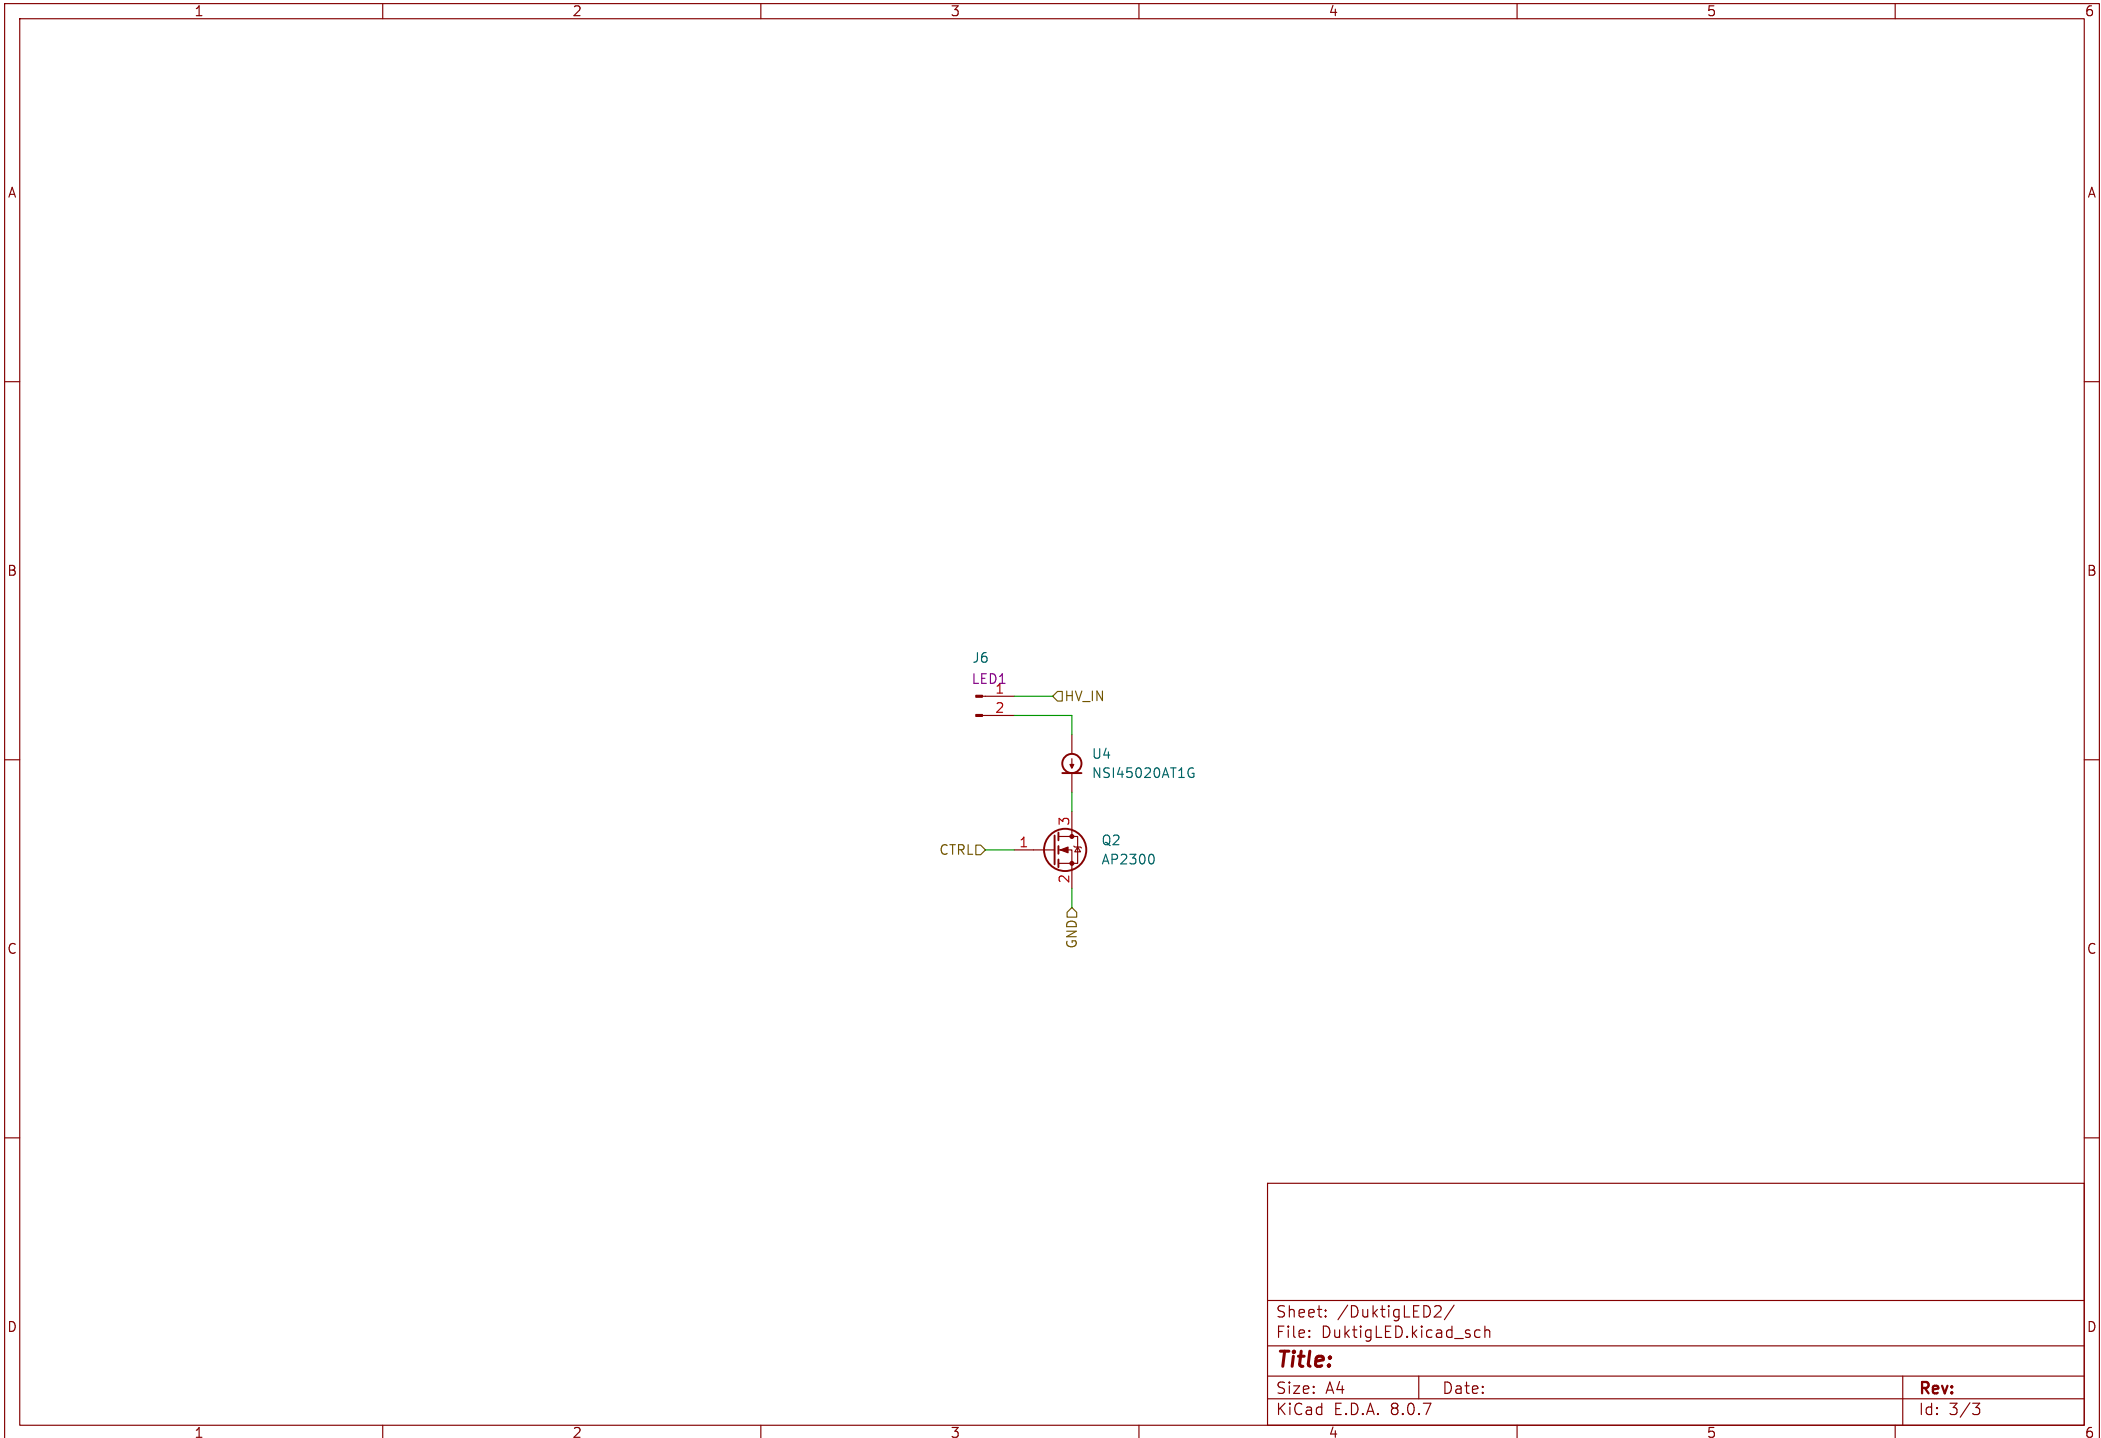 1 2 3 4 5 6
A A
B B
J6
LED1
1 HV_IN
2
U4
NSI45020AT1G
3
CTRL 1 Q2
AP2300
2
GND
C C
Sheet: /DuktigLED2/
File: DuktigLED.kicad_sch
D D
Title:
Size: A4 Date: Rev:
KiCad E.D.A. 8.0.7 Id: 3/3
1 2 3 4 5 6